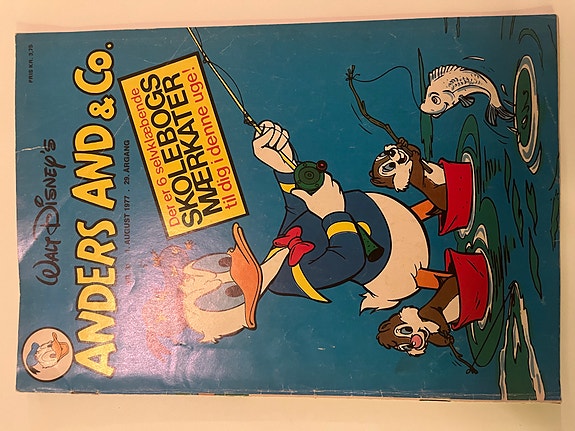 PRIS KR. 3,75
WALT DISNEY'S
ANDERS AND & Co.
AUGUST 1977 · 29. ÅRGANG
Der er 6 selvklæbende
SKOLEBOGS
MÆRKATER
til dig i denne uge!